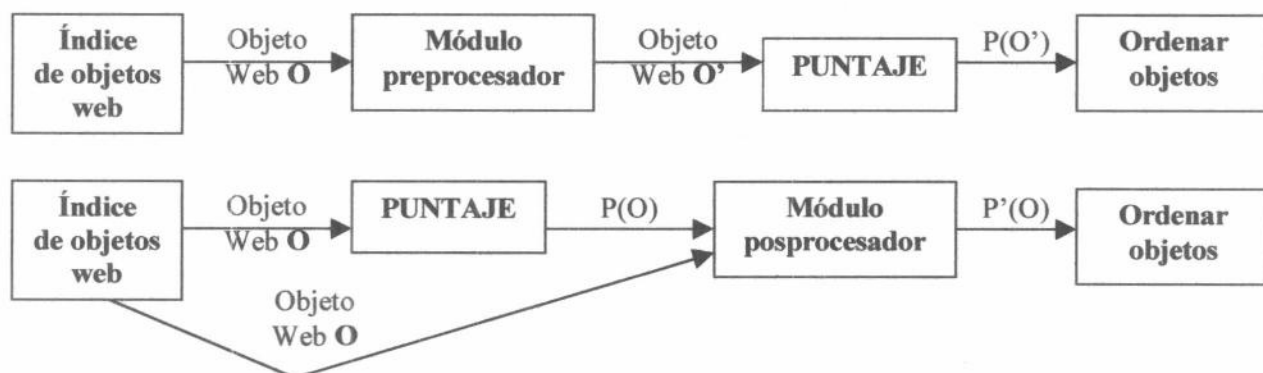 Índice
de objetos
web
Objeto
Web O
Módulo
preprocesador
Objeto
Web O’
PUNTAJE
P(O’)
Ordenar
objetos
Índice
de objetos
web
Objeto
Web O
PUNTAJE
P(O)
Módulo
posprocesador
P’(O)
Ordenar
objetos
Objeto
Web O